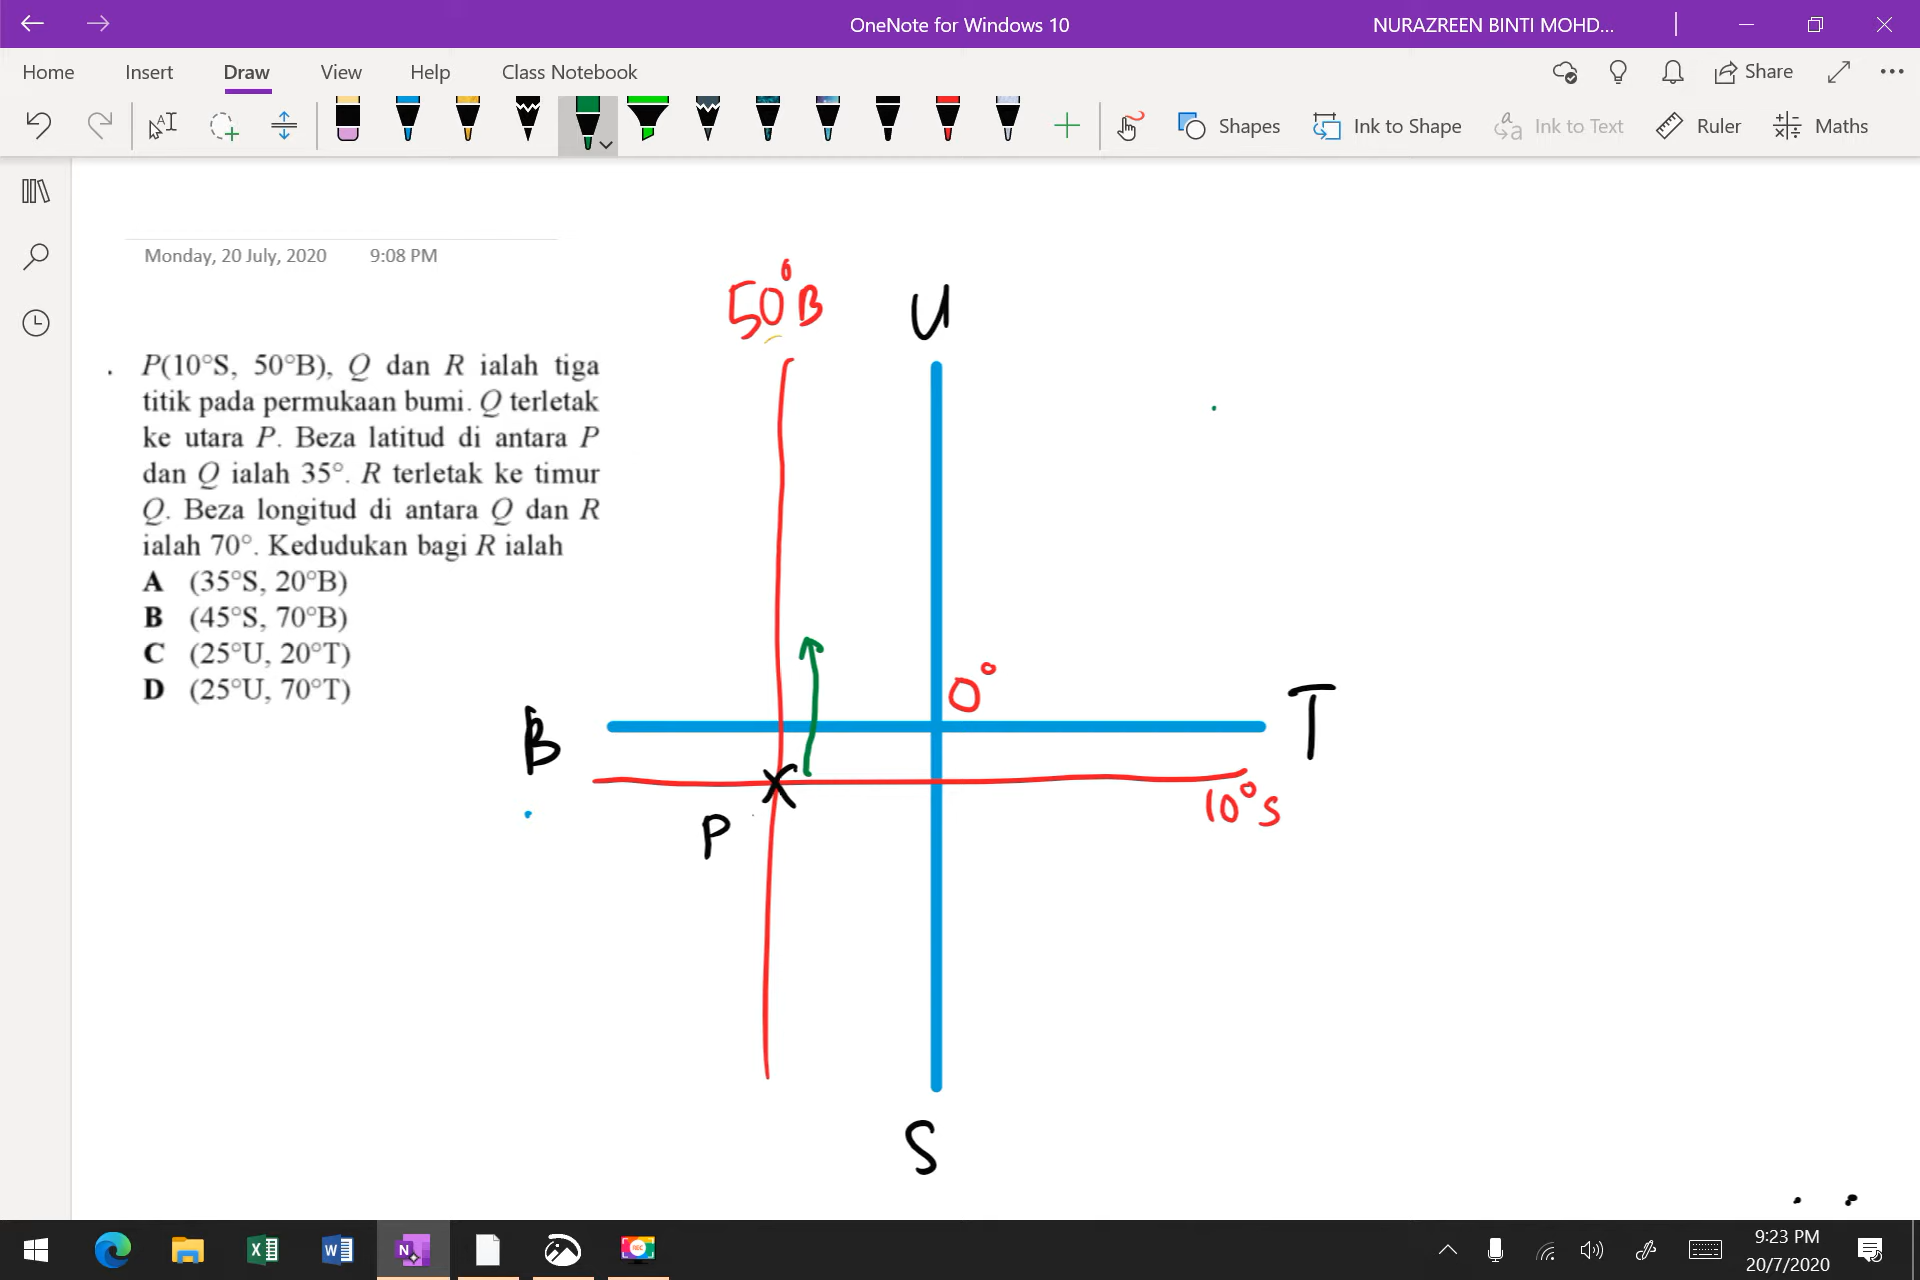 OneNote for Windows 10
NURAZREEN BINTI MOHD...
Home Insert Draw View Help Class Notebook
Share
Shapes Ink to Shape Ink to Text Ruler Maths
Monday, 20 July, 2020 9:08 PM
. P(10°S, 50°B), Q dan R ialah tiga
titik pada permukaan bumi. Q terletak
ke utara P. Beza latitud di antara P
dan Q ialah 35°. R terletak ke timur
Q. Beza longitud di antara Q dan R
ialah 70°. Kedudukan bagi R ialah
A (35°S, 20°B)
B (45°S, 70°B)
C (25°U, 20°T)
D (25°U, 70°T)
50°B
U
0°
B
T
10°S
P
S
9:23 PM
20/7/2020